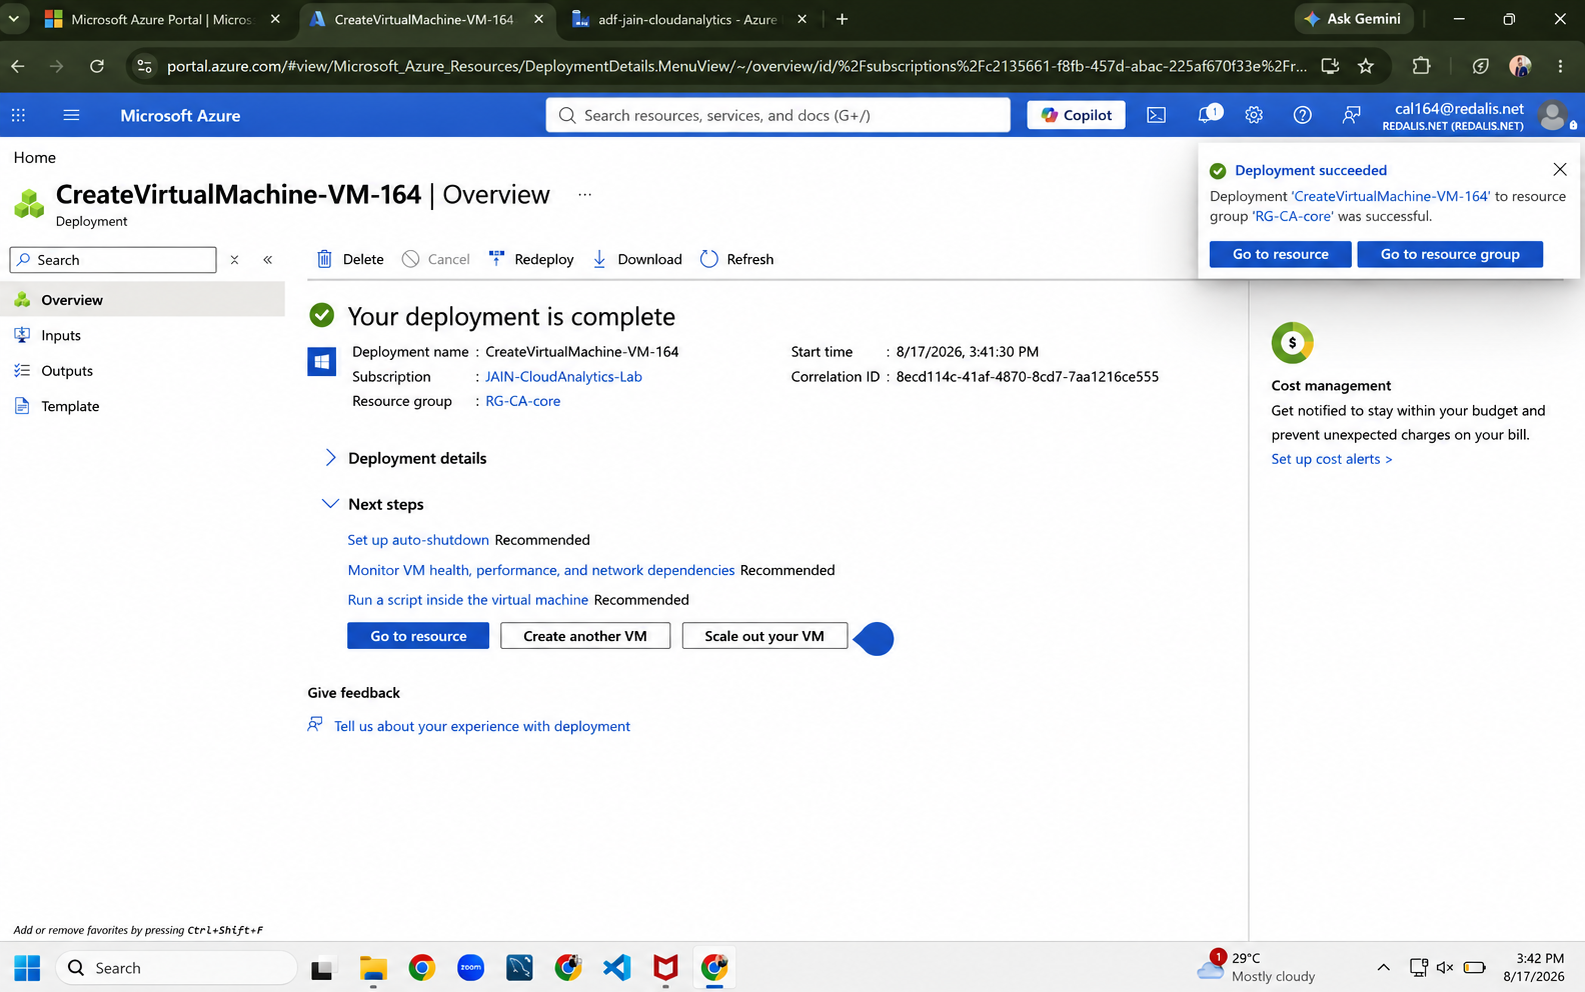 Microsoft Azure Portal | Micros
CreateVirtualMachine-VM-164
adf-jain-cloudanalytics - Azure
Ask Gemini
portal.azure.com/#view/Microsoft_Azure_Resources/DeploymentDetails.MenuView/~/overview/id/%2Fsubscriptions%2Fc2135661-f8fb-457d-abac-225af670f33e%2Fr...
Microsoft Azure
Search resources, services, and docs (G+/)
Copilot
1
cal164@redalis.net
REDALIS.NET (REDALIS.NET)
Home
CreateVirtualMachine-VM-164 | Overview ...
Deployment
Deployment succeeded
Deployment 'CreateVirtualMachine-VM-164' to resource
group 'RG-CA-core' was successful.
Go to resource
Go to resource group
Search
Overview
Inputs
Outputs
Template
Delete
Cancel
Redeploy
Download
Refresh
Your deployment is complete
Deployment name : CreateVirtualMachine-VM-164
Subscription : JAIN-CloudAnalytics-Lab
Resource group : RG-CA-core
Start time : 8/17/2026, 3:41:30 PM
Correlation ID : 8ecd114c-41af-4870-8cd7-7aa1216ce555
Deployment details
Next steps
Set up auto-shutdown Recommended
Monitor VM health, performance, and network dependencies Recommended
Run a script inside the virtual machine Recommended
Go to resource
Create another VM
Scale out your VM
Give feedback
Tell us about your experience with deployment
$
Cost management
Get notified to stay within your budget and
prevent unexpected charges on your bill.
Set up cost alerts >
Add or remove favorites by pressing Ctrl+Shift+F
Search
zoom
1
29°C
Mostly cloudy
3:42 PM
8/17/2026